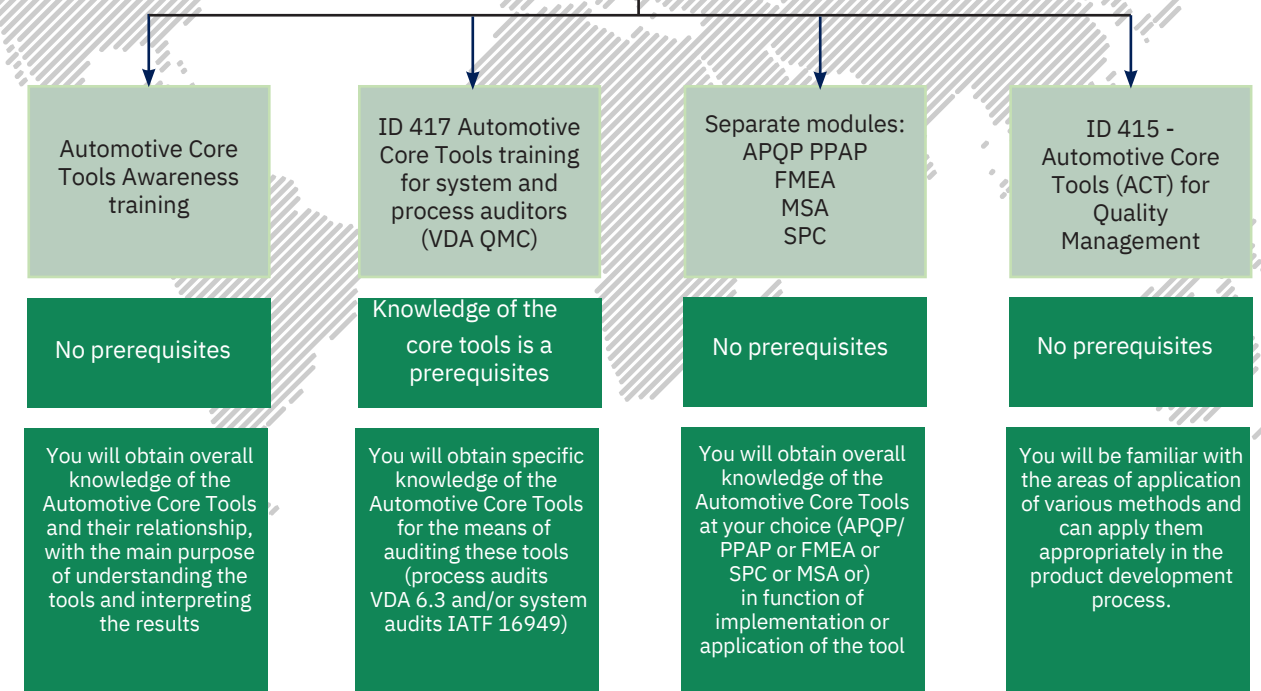 Automotive Core
Tools Awareness
training
ID 417 Automotive
Core Tools training
for system and
process auditors
(VDA QMC)
Separate modules:
APQP PPAP
FMEA
MSA
SPC
ID 415 -
Automotive Core
Tools (ACT) for
Quality
Management
No prerequisites
Knowledge of the
core tools is a
prerequisites
No prerequisites
No prerequisites
You will obtain overall
knowledge of the
Automotive Core Tools
and their relationship,
with the main purpose
of understanding the
tools and interpreting
the results
You will obtain specific
knowledge of the
Automotive Core Tools
for the means of
auditing these tools
(process audits
VDA 6.3 and/or system
audits IATF 16949)
You will obtain overall
knowledge of the
Automotive Core Tools
at your choice (APQP/
PPAP or FMEA or
SPC or MSA or)
in function of
implementation or
application of the tool
You will be familiar with
the areas of application
of various methods and
can apply them
appropriately in the
product development
process.